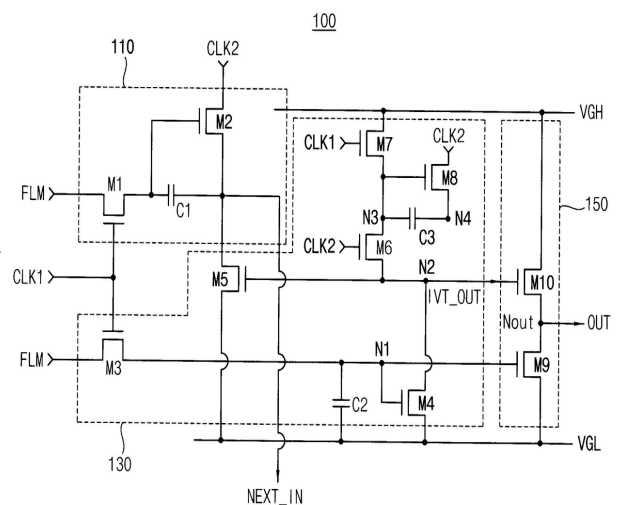 100
110
CLK2
M2
VGH
CLK1
M7
CLK2
M8
150
FLM
M1
C1
N3
C3
N4
CLK2
M6
CLK1
M5
N2
IVT_OUT
M10
Nout
OUT
FLM
M3
N1
M9
C2
M4
VGL
130
NEXT_IN